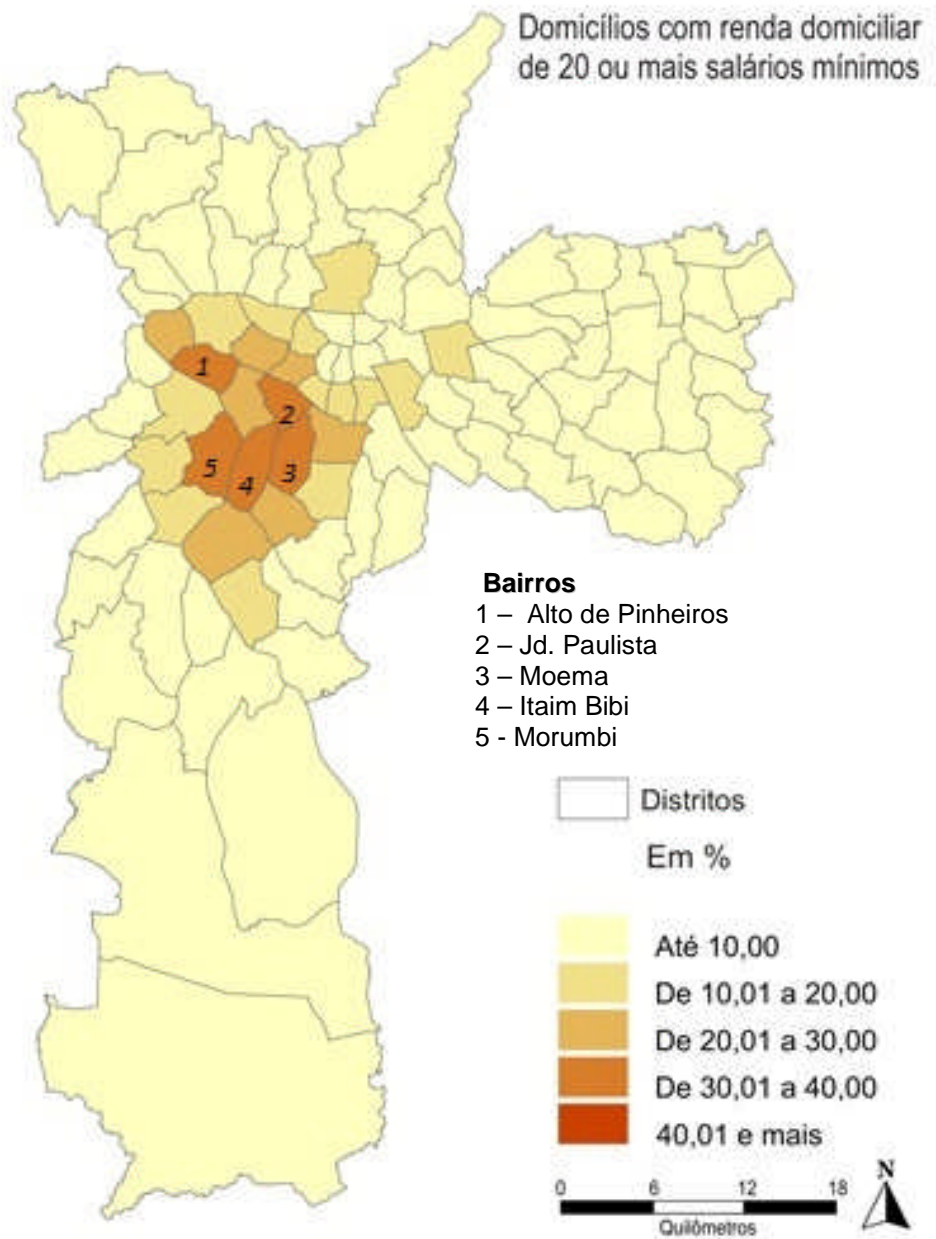 Domicílios com renda domiciliar
de 20 ou mais salários mínimos
1
2
5
4
3
Bairros
1 – Alto de Pinheiros
2 – Jd. Paulista
3 – Moema
4 – Itaim Bibi
5 - Morumbi
Distritos
Em %
Até 10,00
De 10,01 a 20,00
De 20,01 a 30,00
De 30,01 a 40,00
40,01 e mais
0 6 12 18
Quilômetros
N